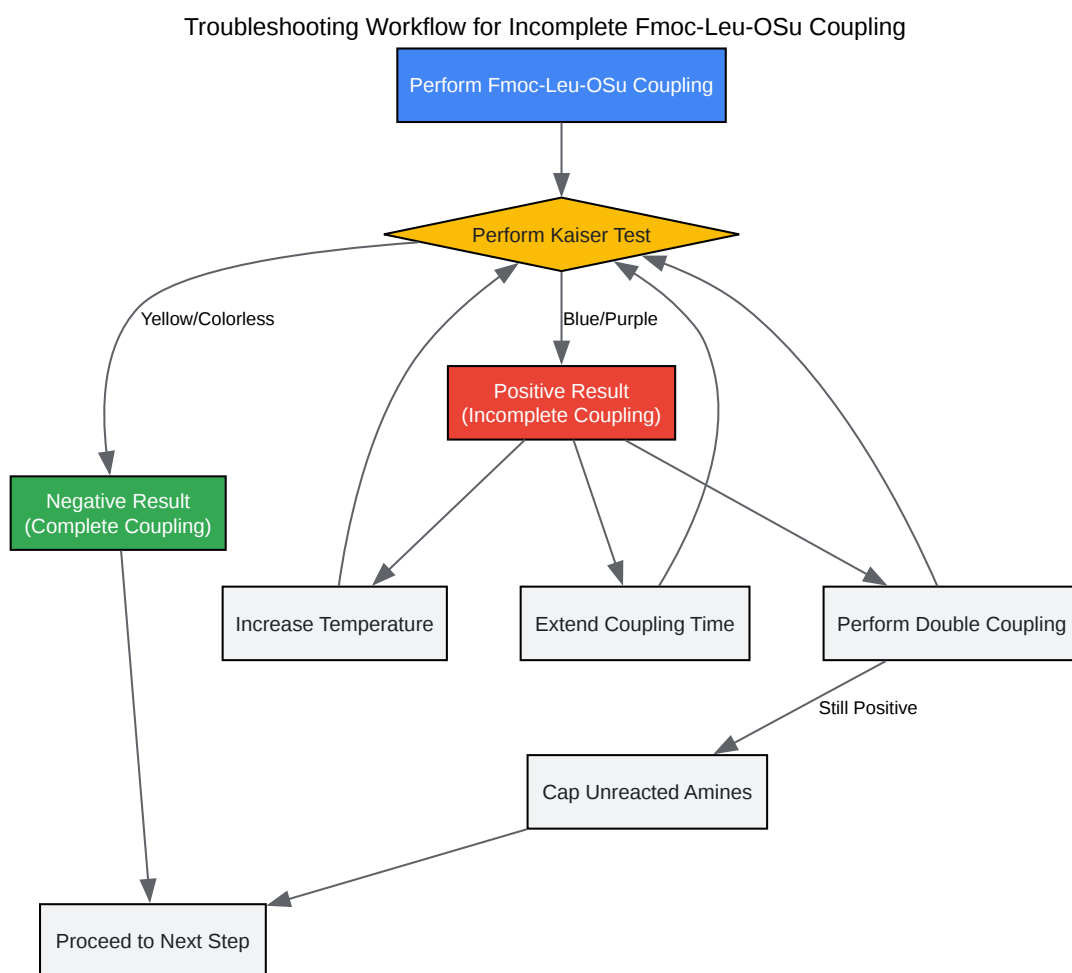 Troubleshooting Workflow for Incomplete Fmoc-Leu-OSu Coupling
Perform Fmoc-Leu-OSu Coupling
Perform Kaiser Test
Yellow/Colorless
Blue/Purple
Positive Result
(Incomplete Coupling)
Negative Result
(Complete Coupling)
Increase Temperature
Extend Coupling Time
Perform Double Coupling
Still Positive
Cap Unreacted Amines
Proceed to Next Step